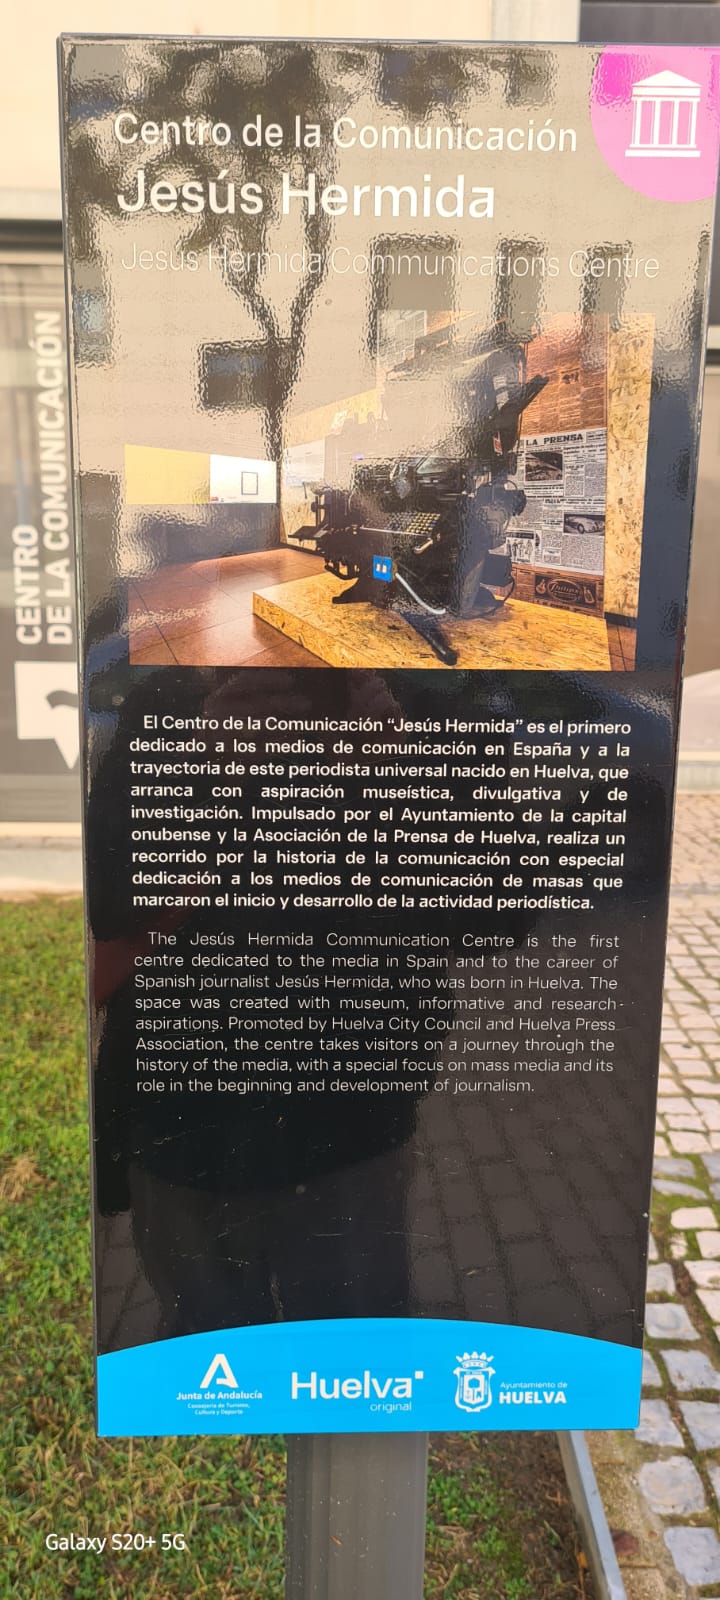 Centro de la Comunicación
Jesús Hermida
Jesús Hermida Communications Centre
CENTRO
DE LA COMUNICACIÓN
LA PRENSA
Philips
El Centro de la Comunicación “Jesús Hermida” es el primero
dedicado a los medios de comunicación en España y a la
trayectoria de este periodista universal nacido en Huelva, que
arranca con aspiración museística, divulgativa y de
investigación. Impulsado por el Ayuntamiento de la capital
onubense y la Asociación de la Prensa de Huelva, realiza un
recorrido por la historia de la comunicación con especial
dedicación a los medios de comunicación de masas que
marcaron el inicio y desarrollo de la actividad periodística.
The Jesús Hermida Communication Centre is the first
centre dedicated to the media in Spain and to the career of
Spanish journalist Jesús Hermida, who was born in Huelva. The
space was created with museum, informative and research
aspirations. Promoted by Huelva City Council and Huelva Press
Association, the centre takes visitors on a journey through the
history of the media, with a special focus on mass media and its
role in the beginning and development of journalism.
Junta de Andalucía
Consejería de Turismo,
Cultura y Deporte
Huelva
original
Ayuntamiento de
HUELVA
Galaxy S20+ 5G